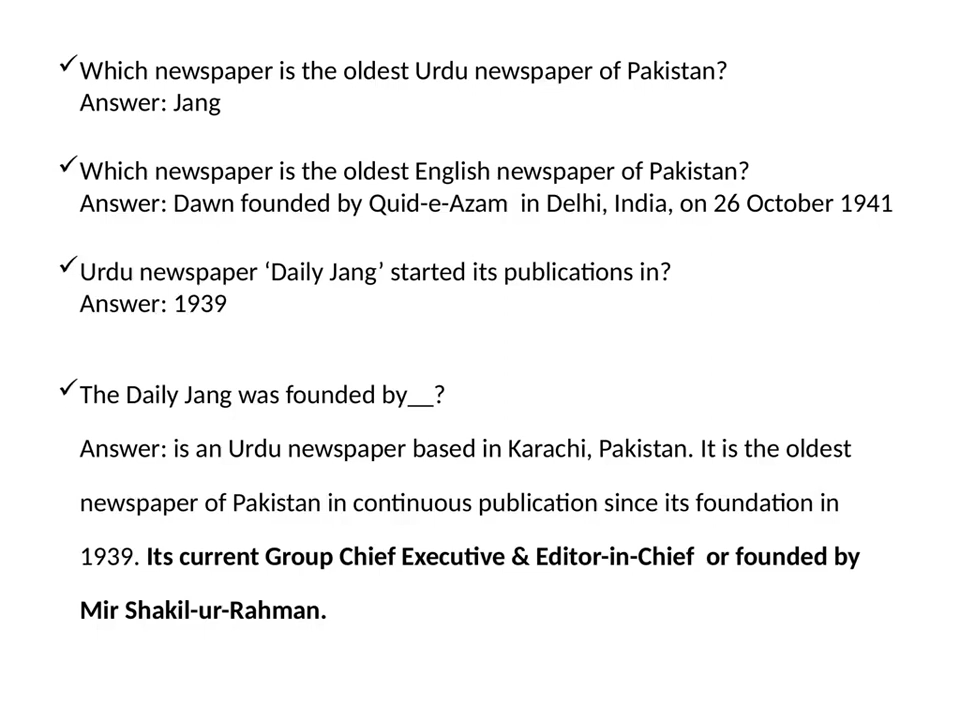 ✓Which newspaper is the oldest Urdu newspaper of Pakistan?
Answer: Jang
✓Which newspaper is the oldest English newspaper of Pakistan?
Answer: Dawn founded by Quid-e-Azam  in Delhi, India, on 26 October 1941
✓Urdu newspaper ‘Daily Jang’ started its publications in?
Answer: 1939
✓The Daily Jang was founded by__?
Answer: is an Urdu newspaper based in Karachi, Pakistan. It is the oldest
newspaper of Pakistan in continuous publication since its foundation in
1939. Its current Group Chief Executive & Editor-in-Chief  or founded by
Mir Shakil-ur-Rahman.